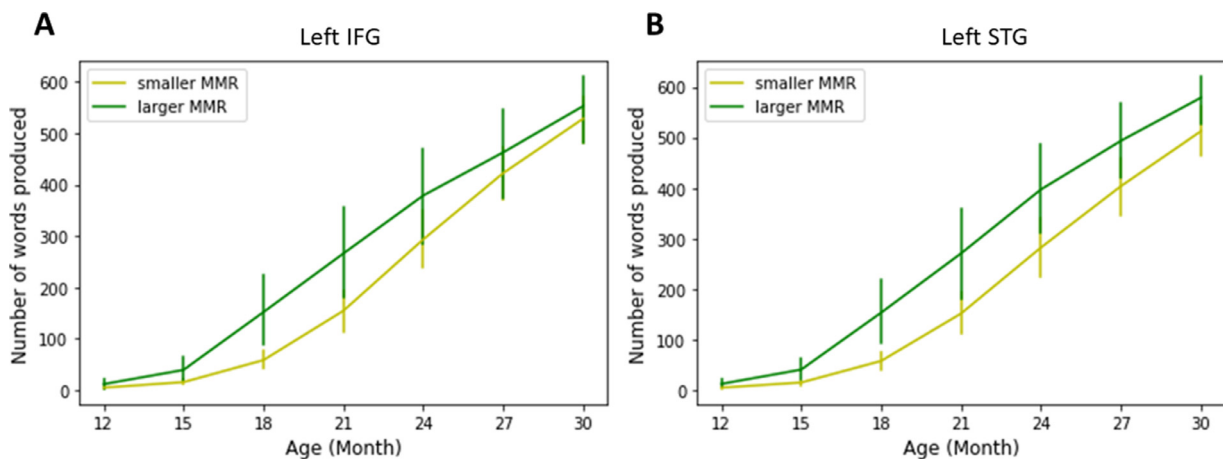 A
Left IFG
smaller MMR
larger MMR
Number of words produced
600
500
400
300
200
100
0
12 15 18 21 24 27 30
Age (Month)
B
Left STG
smaller MMR
larger MMR
Number of words produced
600
500
400
300
200
100
0
12 15 18 21 24 27 30
Age (Month)